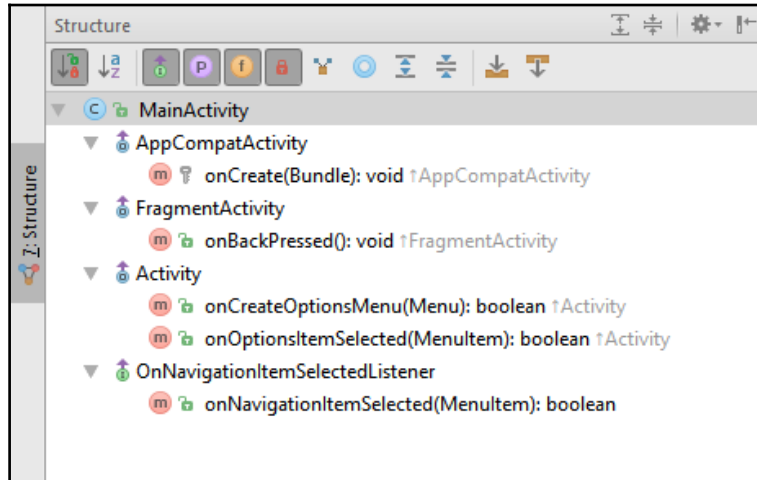 Structure
MainActivity
AppCompatActivity
onCreate(Bundle): void ↑AppCompatActivity
FragmentActivity
onBackPressed(): void ↑FragmentActivity
Activity
onCreateOptionsMenu(Menu): boolean ↑Activity
onOptionsItemSelected(MenuItem): boolean ↑Activity
OnNavigationItemSelectedListener
onNavigationItemSelected(MenuItem): boolean
7: Structure